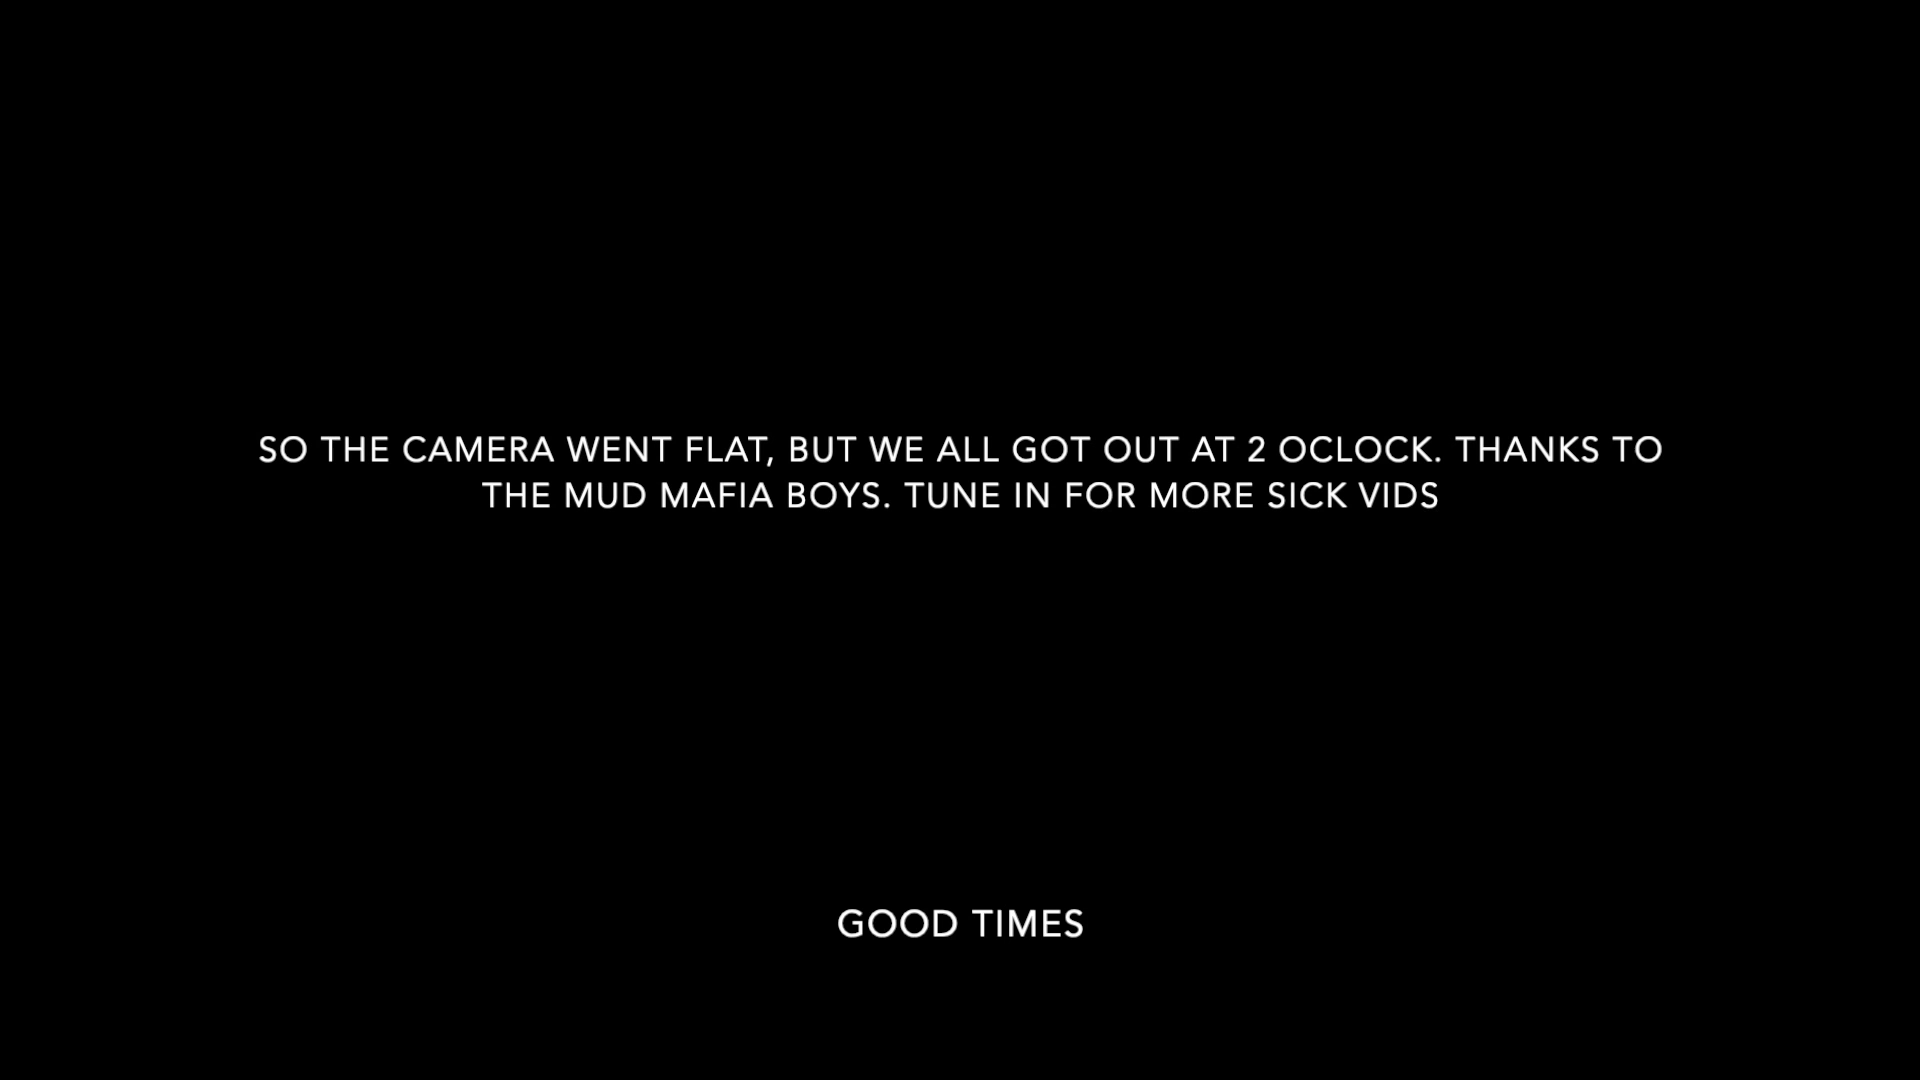 SO THE CAMERA WENT FLAT, BUT WE ALL GOT OUT AT 2 OCLOCK. THANKS TO
THE MUD MAFIA BOYS. TUNE IN FOR MORE SICK VIDS
GOOD TIMES